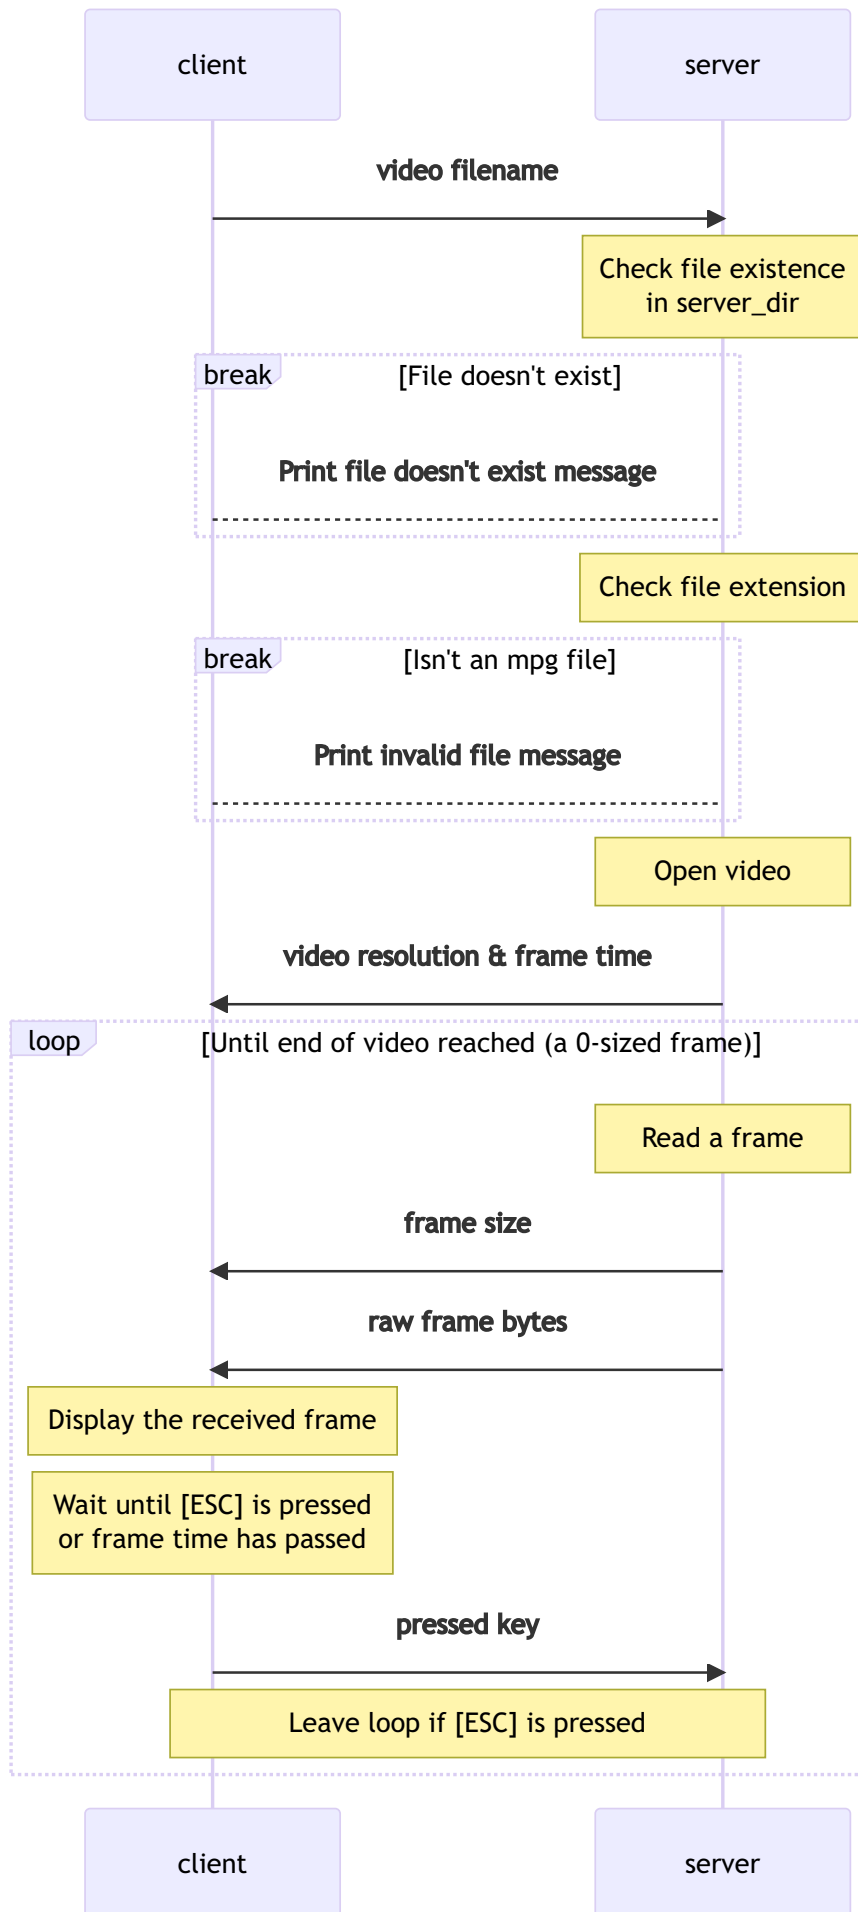 client
server
video filename
Check file existence
in server_dir
break
[File doesn't exist]
Print file doesn't exist message
Check file extension
break
[Isn't an mpg file]
Print invalid file message
Open video
video resolution & frame time
loop
[Until end of video reached (a 0-sized frame)]
Read a frame
frame size
raw frame bytes
Display the received frame
Wait until [ESC] is pressed
or frame time has passed
pressed key
Leave loop if [ESC] is pressed
client
server